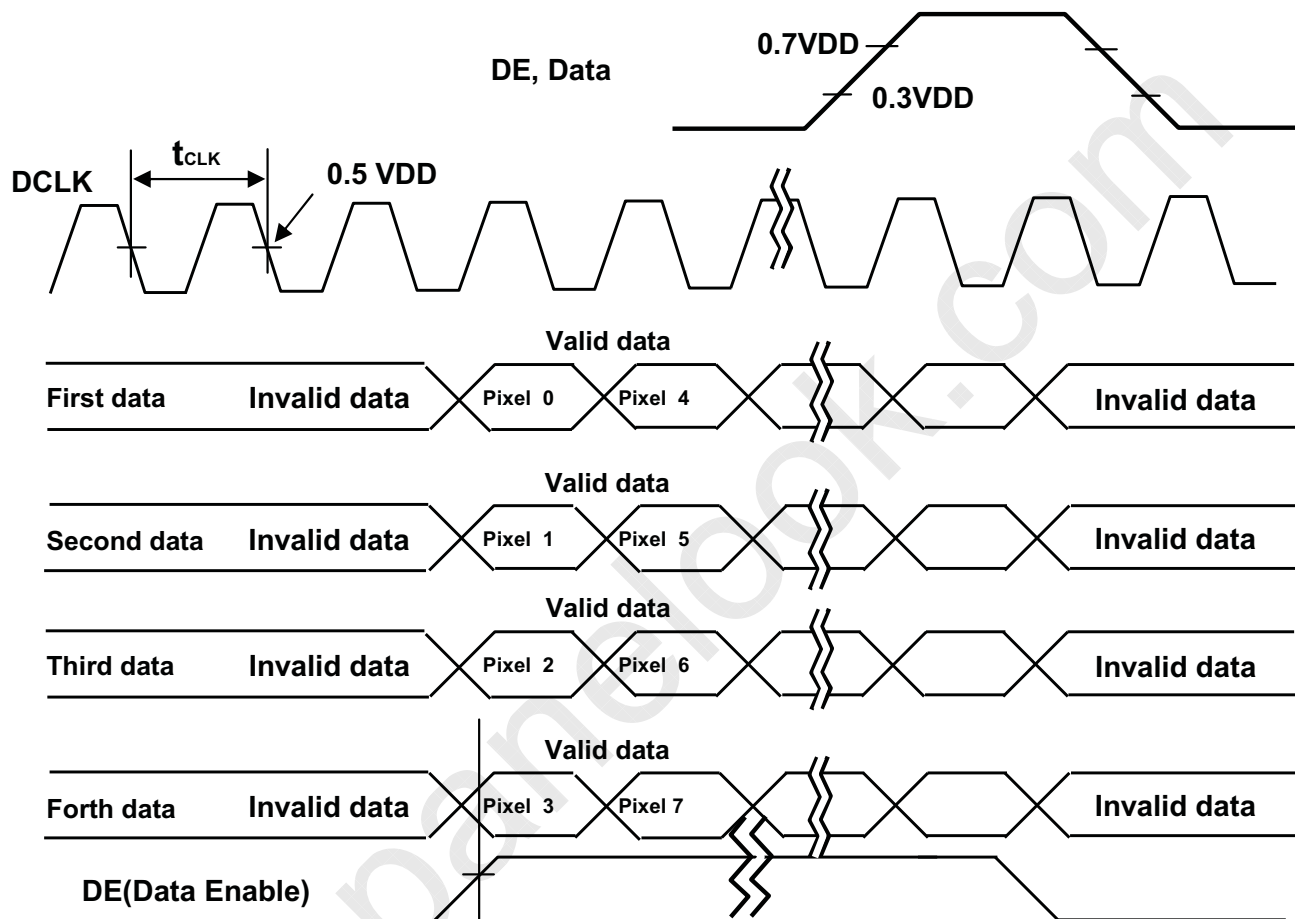 DE, Data
0.7VDD
0.3VDD
DCLK
tCLK
0.5 VDD
Valid data
First data Invalid data Pixel 0 Pixel 4 Invalid data
Valid data
Second data Invalid data Pixel 1 Pixel 5 Invalid data
Valid data
Third data Invalid data Pixel 2 Pixel 6 Invalid data
Valid data
Forth data Invalid data Pixel 3 Pixel 7 Invalid data
DE(Data Enable)
panelook.com